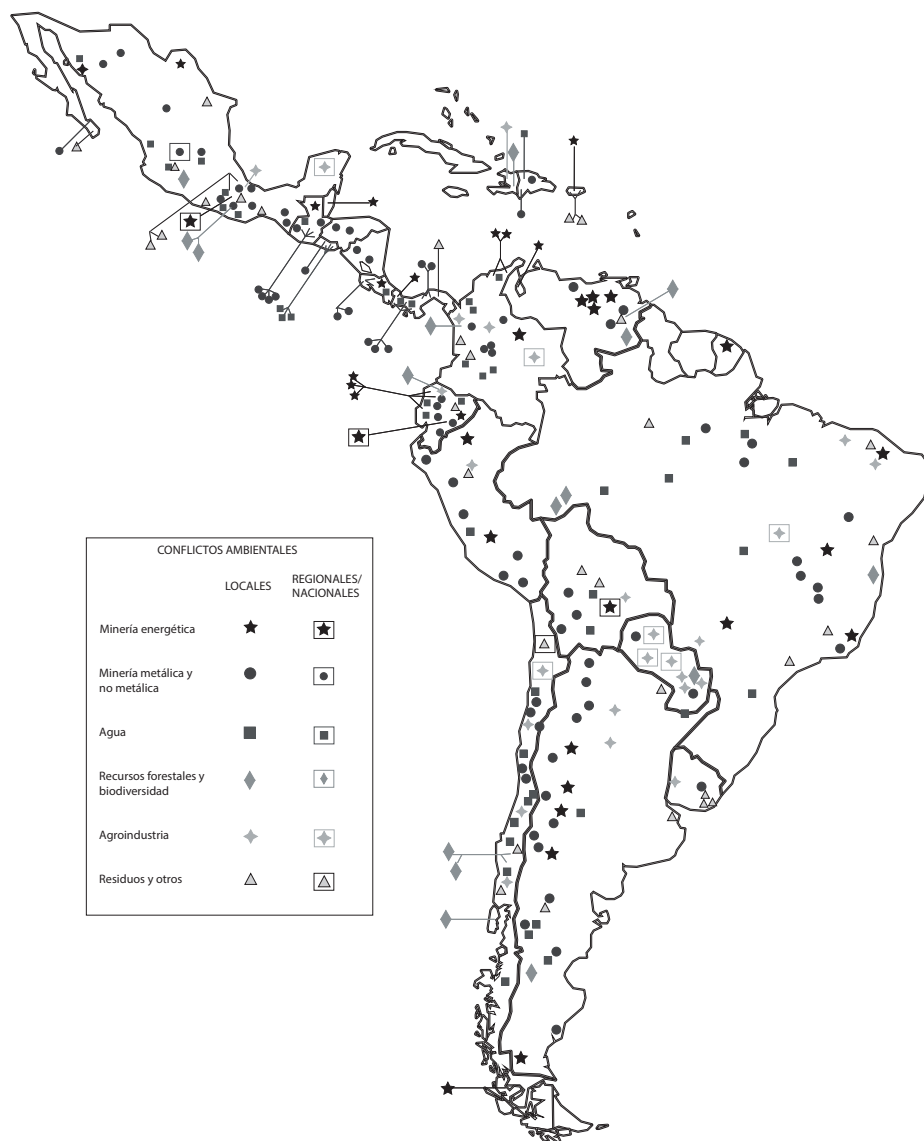 CONFLICTOS AMBIENTALES
LOCALES
REGIONALES/
NACIONALES
Minería energética
Minería metálica y
no metálica
Agua
Recursos forestales y
biodiversidad
Agroindustria
Residuos y otros